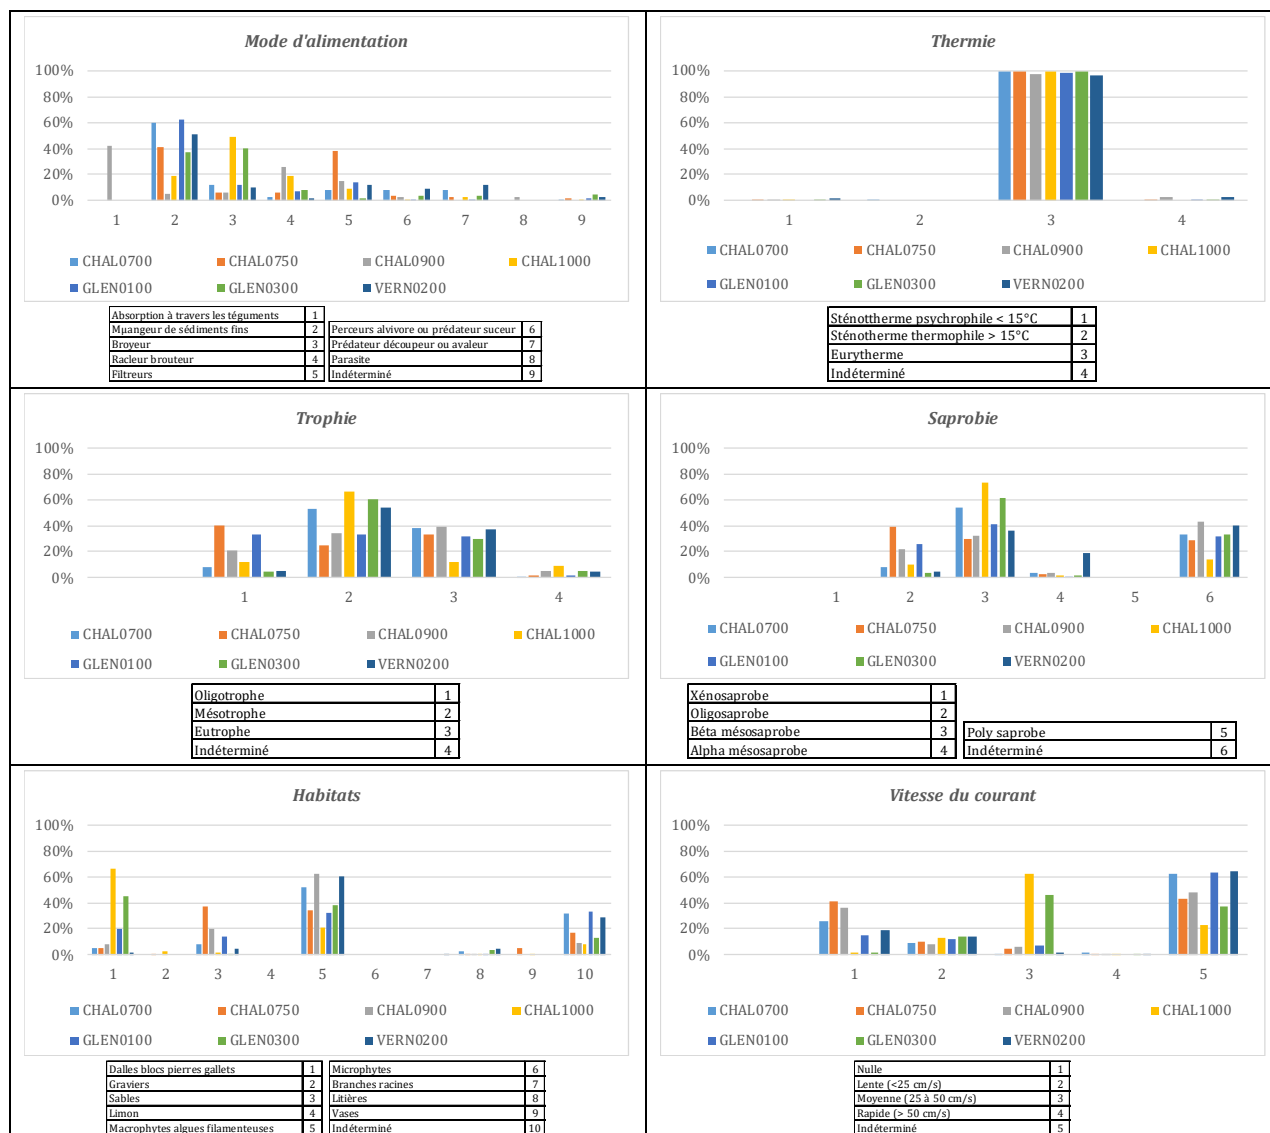 Mode d'alimentation
100%
80%
60%
40%
20%
0%
1 2 3 4 5 6 7 8 9
CHAL0700 CHAL0750 CHAL0900 CHAL1000
GLEN0100 GLEN0300 VERN0200
Absorption à travers les téguments 1
Mµangeur de sédiments fins 2
Broyeur 3
Racleur brouteur 4
Filtreurs 5
Perceurs alvivore ou prédateur suceur 6
Prédateur découpeur ou avaleur 7
Parasite 8
Indéterminé 9
Thermie
100%
80%
60%
40%
20%
0%
1 2 3 4
CHAL0700 CHAL0750 CHAL0900 CHAL1000
GLEN0100 GLEN0300 VERN0200
Sténottherme psychrophile < 15°C 1
Sténotherme thermophile > 15°C 2
Eurytherme 3
Indéterminé 4
Trophie
100%
80%
60%
40%
20%
0%
1 2 3 4
CHAL0700 CHAL0750 CHAL0900 CHAL1000
GLEN0100 GLEN0300 VERN0200
Oligotrophe 1
Mésotrophe 2
Eutrophe 3
Indéterminé 4
Saprobie
100%
80%
60%
40%
20%
0%
1 2 3 4 5 6
CHAL0700 CHAL0750 CHAL0900 CHAL1000
GLEN0100 GLEN0300 VERN0200
Xénosaprobe 1
Oligosaprobe 2
Béta mésosaprobe 3
Alpha mésosaprobe 4
Poly saprobe 5
Indéterminé 6
Habitats
100%
80%
60%
40%
20%
0%
1 2 3 4 5 6 7 8 9 10
CHAL0700 CHAL0750 CHAL0900 CHAL1000
GLEN0100 GLEN0300 VERN0200
Dalles blocs pierres gallets 1
Graviers 2
Sables 3
Limon 4
Macrophytes algues filamenteuses 5
Microphytes 6
Branches racines 7
Litières 8
Vases 9
Indéterminé 10
Vitesse du courant
100%
80%
60%
40%
20%
0%
1 2 3 4 5
CHAL0700 CHAL0750 CHAL0900 CHAL1000
GLEN0100 GLEN0300 VERN0200
Nulle 1
Lente (<25 cm/s) 2
Moyenne (25 à 50 cm/s) 3
Rapide (> 50 cm/s) 4
Indéterminé 5